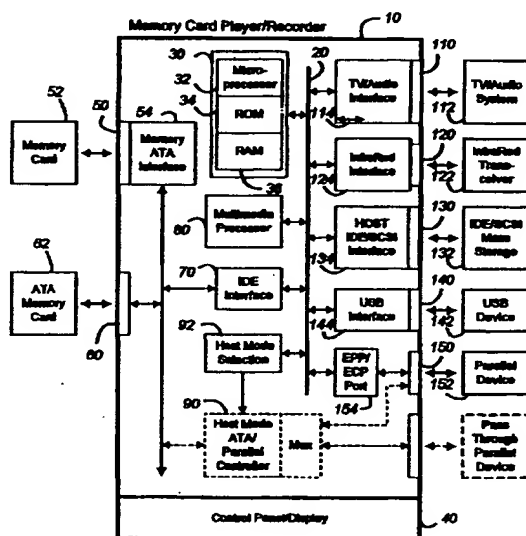 Memory Card Player/Recorder
10
30
20
110
32
Micro-
processor
52
50
54
34
TV/Audio
Interface
TV/Audio
System
ROM
114
112
Memory
Card
Memory
ATA
Interface
RAM
120
36
InfraRed
Interface
InfraRed
Trans-
ceiver
124
122
Multimedia
Processor
130
80
HOST
IDE/SCSI
Interface
IDE/SCSI
Mass
Storage
62
70
134
132
ATA
Memory
Card
IDE
Interface
140
60
92
USB
Interface
USB
Device
144
142
Host Mode
Selection
150
EPP/
ECP
Port
Parallel
Device
90
154
152
Host Mode
ATA/
Parallel
Controller
Mux
Pass
Through
Parallel
Device
Control Panel/Display
40